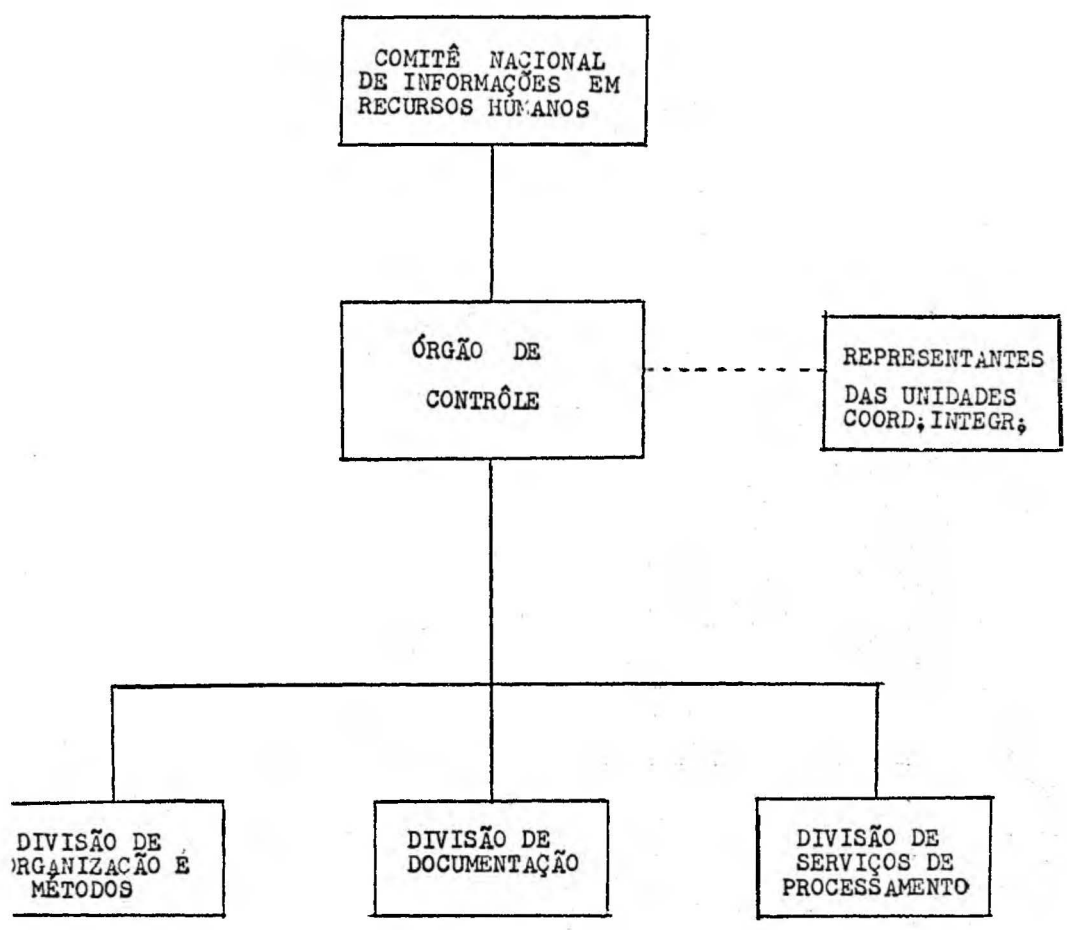 COMITÊ NACIONAL
DE INFORMAÇÕES EM
RECURSOS HUMANOS
ÓRGÃO DE
CONTRÔLE
REPRESENTANTES
DAS UNIDADES
COORD; INTEGR;
DIVISÃO DE
ORGANIZACÃO É
MÉTODOS
DIVISÃO DE
DOCUMENTAÇÃO
DIVISÃO DE
SERVIÇOS DE
PROCESSAMENTO